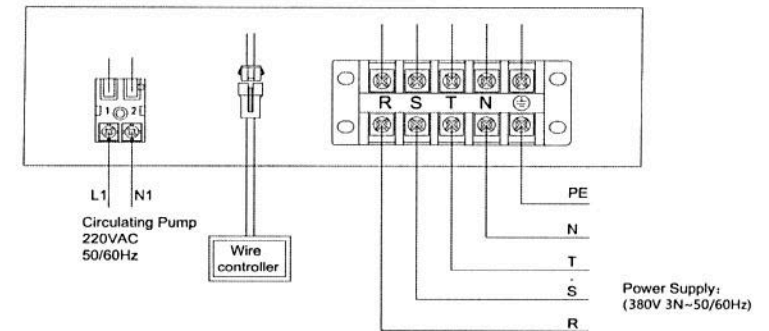 R S T N
1 2
L1 N1
Circulating Pump
220VAC
50/60Hz
Wire
controller
PE
N
T
S
R
Power Supply:
(380V 3N~50/60Hz)